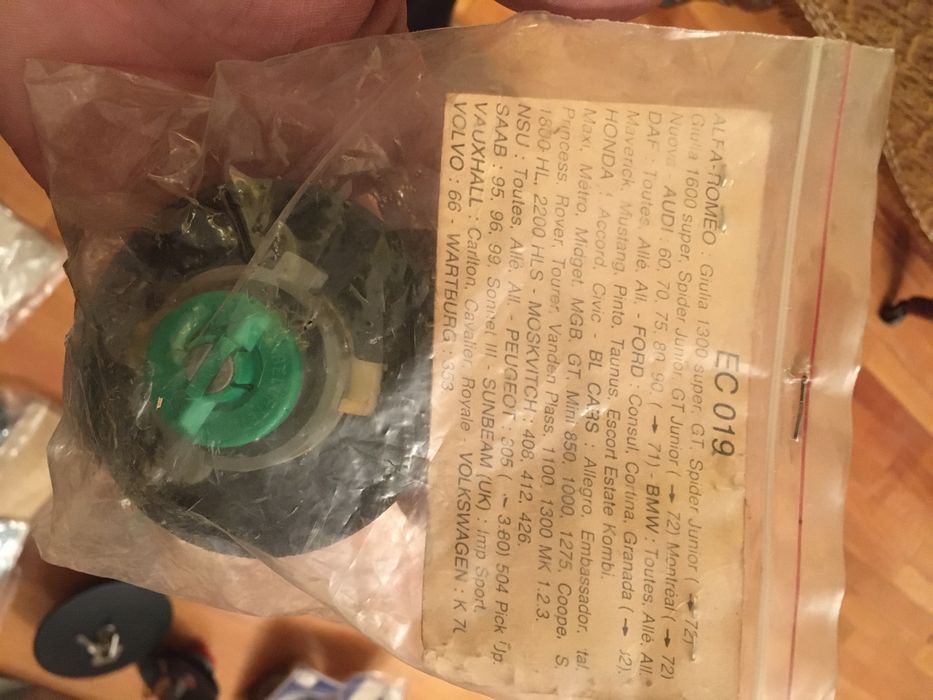 EC 019
ALFA-ROMEO : Giulia 1300 super, GT. Spider Junior ( → 72) -
Giulia 1600 super, Spider Junior, GT Junior ( → 72) Montréal ( → 72)
Nuova - AUDI : 60, 70, 75, 80, 90 ( → 71) - BMW : Toutes, Allé, All.
DAF : Toutes, Allé, All. - FORD : Consul, Cortina, Granada ( →
Maverick, Mustang, Pinto, Taunus, Escort Estate Kombi.
HONDA : Accord, Civic - BL CARS : Allegro, Embassador,
Maxi, Métro, Midget, MGB, GT, Mini 850, 1000, 1275, Coope. S.
Princess, Rover, Tourer, Vanden Plass, 1100, 1300 MK 1.2.3.
1800 HL, 2200 HLS - MOSKVITCH : 408, 412, 426.
NSU : Toutes, Allé, All. - PEUGEOT : ( → 3.80) 504 Pick Up.
SAAB : 95, 96, 99, Sonnet III - SUNBEAM (UK) : Imp Sport,
VAUXHALL : Carlton, Cavalier, Royale - VOLKSWAGEN : K 70
VOLVO : 66 WARTBURG : 353